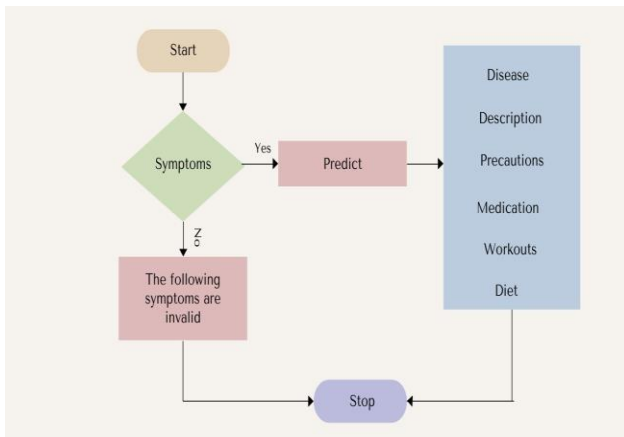 Start
Symptoms
Yes
Predict
Disease
Description
Precautions
Medication
Workouts
Diet
No
The following
symptoms are
invalid
Stop